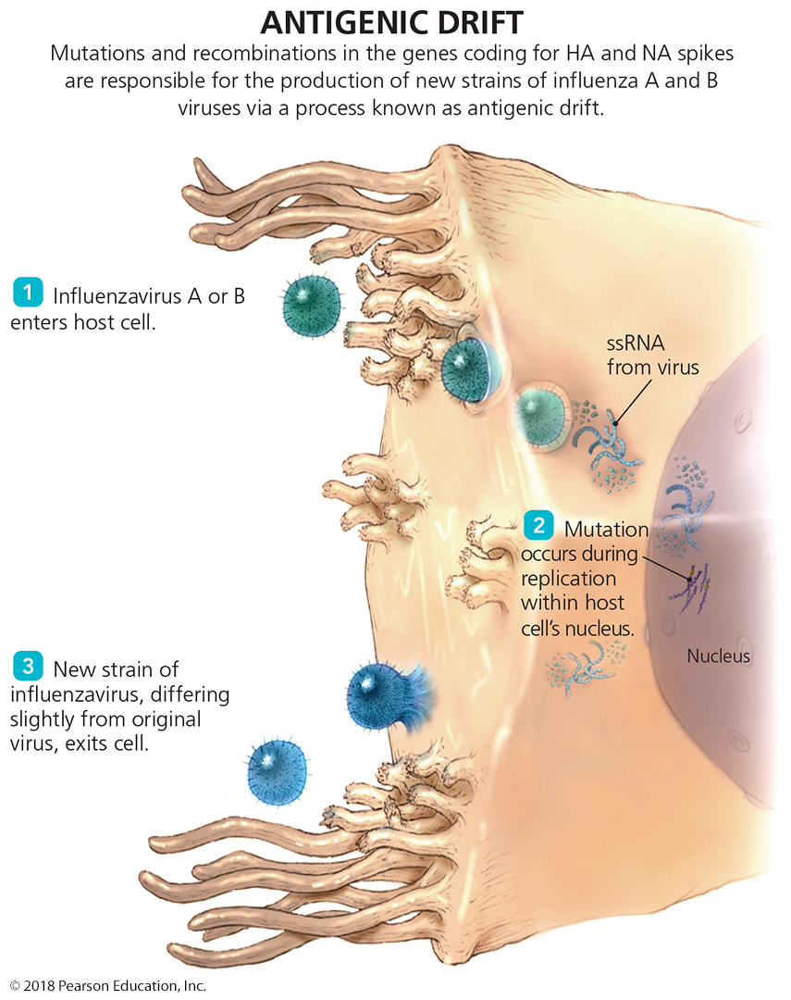 ANTIGENIC DRIFT
Mutations and recombinations in the genes coding for HA and NA spikes
are responsible for the production of new strains of influenza A and B
viruses via a process known as antigenic drift.
1 Influenzavirus A or B
enters host cell.
ssRNA
from virus
2 Mutation
occurs during
replication
within host
cell’s nucleus.
Nucleus
3 New strain of
influenzavirus, differing
slightly from original
virus, exits cell.
© 2018 Pearson Education, Inc.